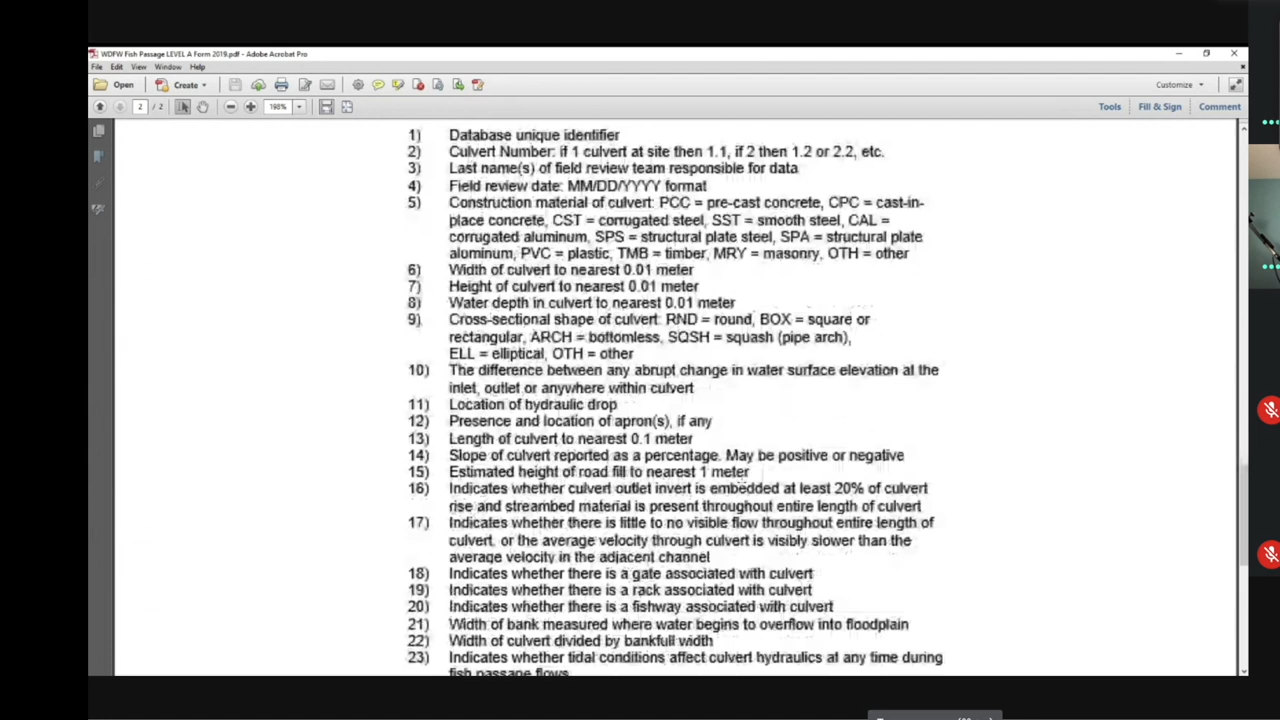 WDFW Fish Passage LEVEL A Form 2019.pdf - Adobe Acrobat Pro
File Edit View Window Help
Open Create Customize
2 / 2 198% Tools Fill & Sign Comment
1) Database unique identifier
2) Culvert Number: if 1 culvert at site then 1.1, if 2 then 1.2 or 2.2, etc.
3) Last name(s) of field review team responsible for data
4) Field review date: MM/DD/YYYY format
5) Construction material of culvert: PCC = pre-cast concrete, CPC = cast-in-
place concrete, CST = corrugated steel, SST = smooth steel, CAL =
corrugated aluminum, SPS = structural plate steel, SPA = structural plate
aluminum, PVC = plastic, TMB = timber, MRY = masonry, OTH = other
6) Width of culvert to nearest 0.01 meter
7) Height of culvert to nearest 0.01 meter
8) Water depth in culvert to nearest 0.01 meter
9) Cross-sectional shape of culvert: RND = round, BOX = square or
rectangular, ARCH = bottomless, SQSH = squash (pipe arch),
ELL = elliptical, OTH = other
10) The difference between any abrupt change in water surface elevation at the
inlet, outlet or anywhere within culvert
11) Location of hydraulic drop
12) Presence and location of apron(s), if any
13) Length of culvert to nearest 0.1 meter
14) Slope of culvert reported as a percentage. May be positive or negative
15) Estimated height of road fill to nearest 1 meter
16) Indicates whether culvert outlet invert is embedded at least 20% of culvert
rise and streambed material is present throughout entire length of culvert
17) Indicates whether there is little to no visible flow throughout entire length of
culvert, or the average velocity through culvert is visibly slower than the
average velocity in the adjacent channel
18) Indicates whether there is a gate associated with culvert
19) Indicates whether there is a rack associated with culvert
20) Indicates whether there is a fishway associated with culvert
21) Width of bank measured where water begins to overflow into floodplain
22) Width of culvert divided by bankfull width
23) Indicates whether tidal conditions affect culvert hydraulics at any time during
fish passage flows